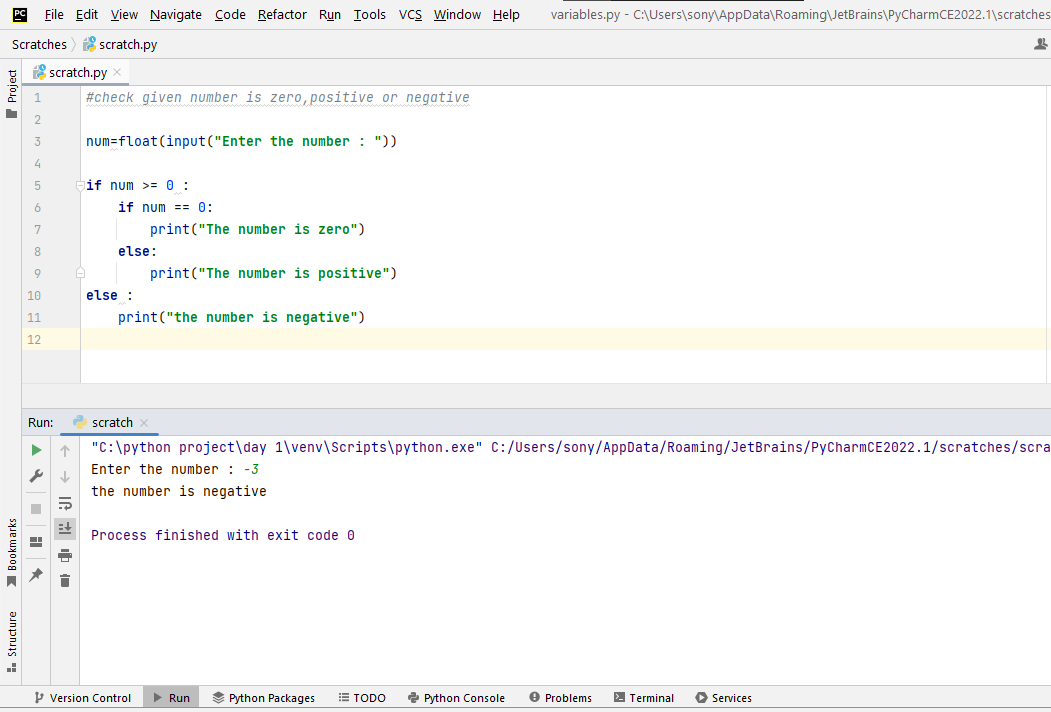 PC File Edit View Navigate Code Refactor Run Tools VCS Window Help variables.py - C:\Users\sony\AppData\Roaming\JetBrains\PyCharmCE2022.1\scratches
Scratches scratch.py
Project
scratch.py
1 #check given number is zero,positive or negative
2
3 num=float(input("Enter the number : "))
4
5 if num >= 0 :
6 if num == 0:
7 print("The number is zero")
8 else:
9 print("The number is positive")
10 else :
11 print("the number is negative")
12
Run: scratch
"C:\python project\day 1\venv\Scripts\python.exe" C:/Users/sony/AppData/Roaming/JetBrains/PyCharmCE2022.1/scratches/scra
Enter the number : -3
the number is negative
Process finished with exit code 0
Bookmarks
Structure
Version Control Run Python Packages TODO Python Console Problems Terminal Services